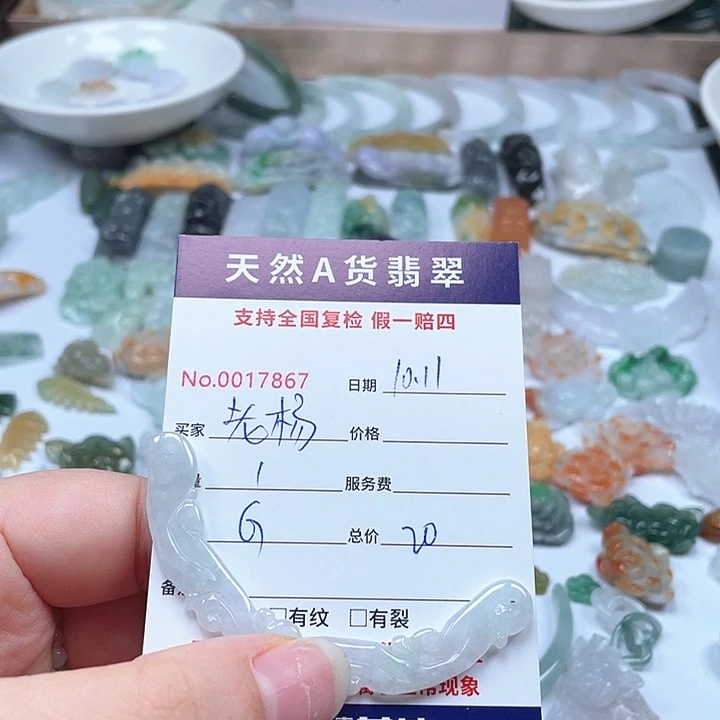 天然A货翡翠
支持全国复检 假一赔四
No.0017867 日期 10.11
买家 老杨 价格
量 1 服务费
G 总价 20
备
□有纹 □有裂